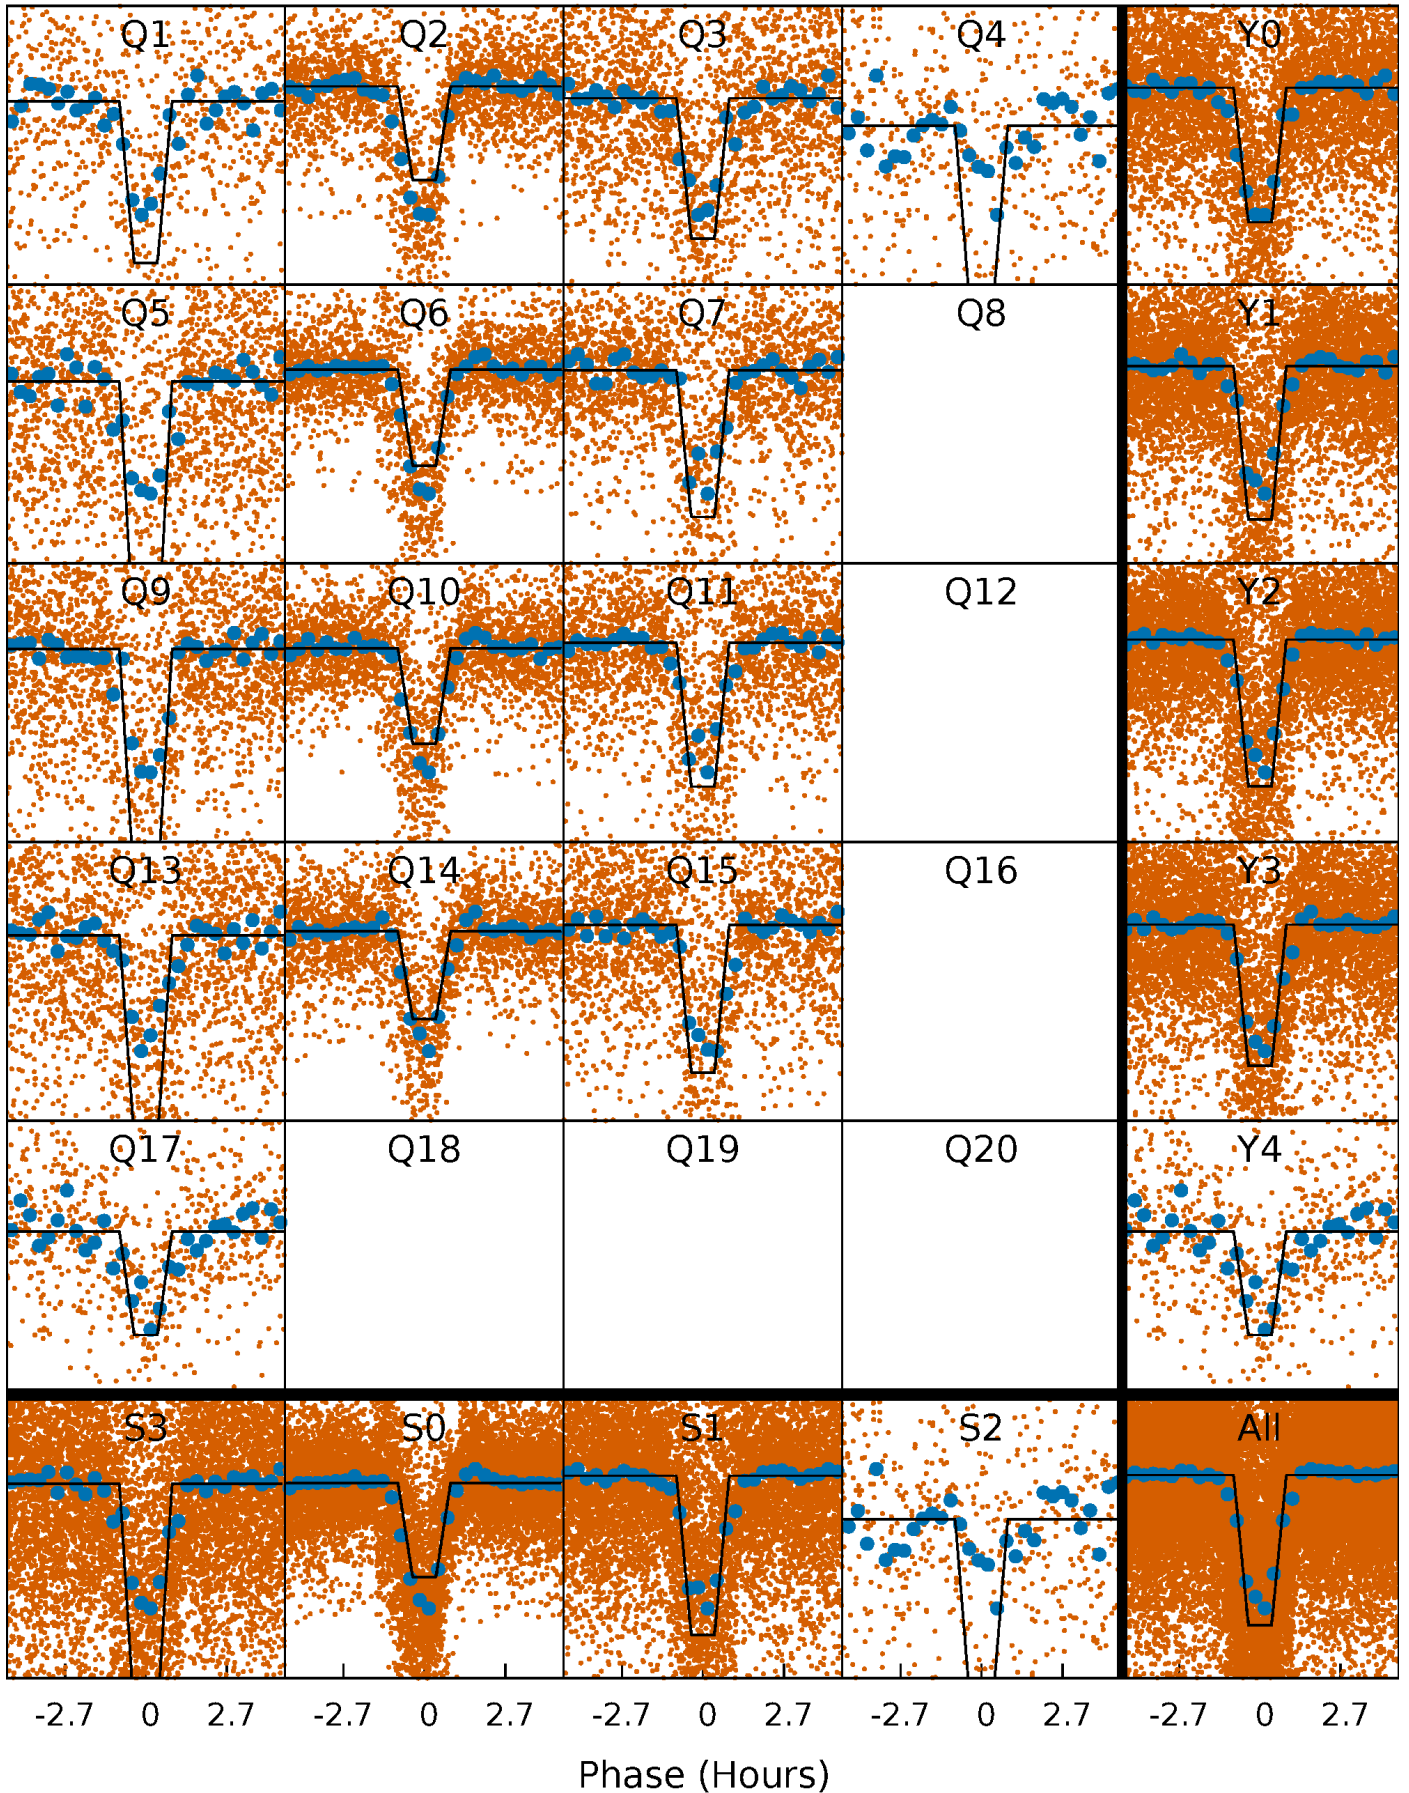 Q1 Q2 Q3 Q4 Y0
Q5 Q6 Q7 Q8 Y1
Q9 Q10 Q11 Q12 Y2
Q13 Q14 Q15 Q16 Y3
Q17 Q18 Q19 Q20 Y4
S3 S0 S1 S2 All
-2.7 0 2.7 -2.7 0 2.7 -2.7 0 2.7 -2.7 0 2.7 -2.7 0 2.7
Phase (Hours)